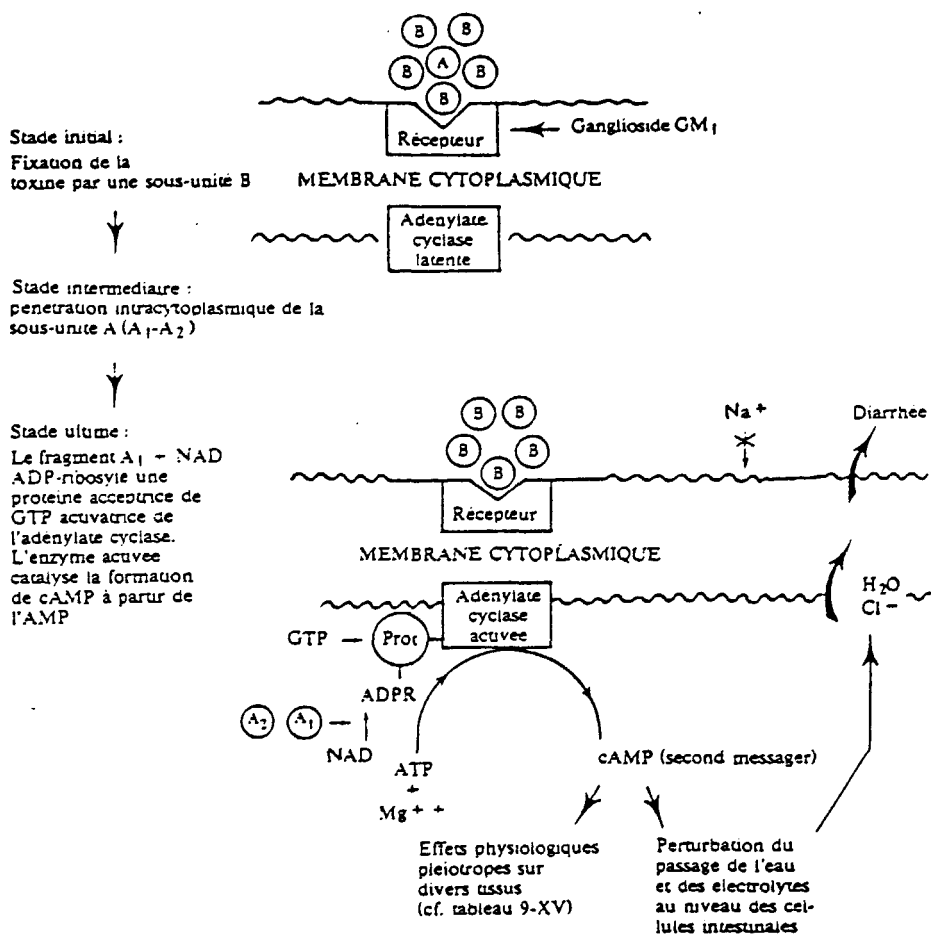 B B
B A B
B
Récepteur
Ganglioside GM1
Stade initial :
Fixation de la
toxine par une sous-unité B
MEMBRANE CYTOPLASMIQUE
Adenylate
cyclase
latente
Stade intermediaire :
penetration intracytoplasmique de la
sous-unite A (A1-A2)
Stade ulume :
Le fragment A1 + NAD
ADP-ribosyle une
proteine acceptrice de
GTP activatrice de
l'adenylate cyclase.
L'enzyme activee
catalyse la formation
de cAMP à partir de
l'AMP
B B
B B
B
Récepteur
Na+
Diarrhée
MEMBRANE CYTOPLASMIQUE
Adenylate
cyclase
activee
H2O
Cl-
GTP
Prot
ADPR
A2 A1
NAD
ATP
+
Mg++
cAMP (second messager)
Effets physiologiques
pleiotropes sur
divers tissus
(cf. tableau 9-XV)
Perturbation du
passage de l'eau
et des electrolytes
au niveau des cel-
lules intestinales